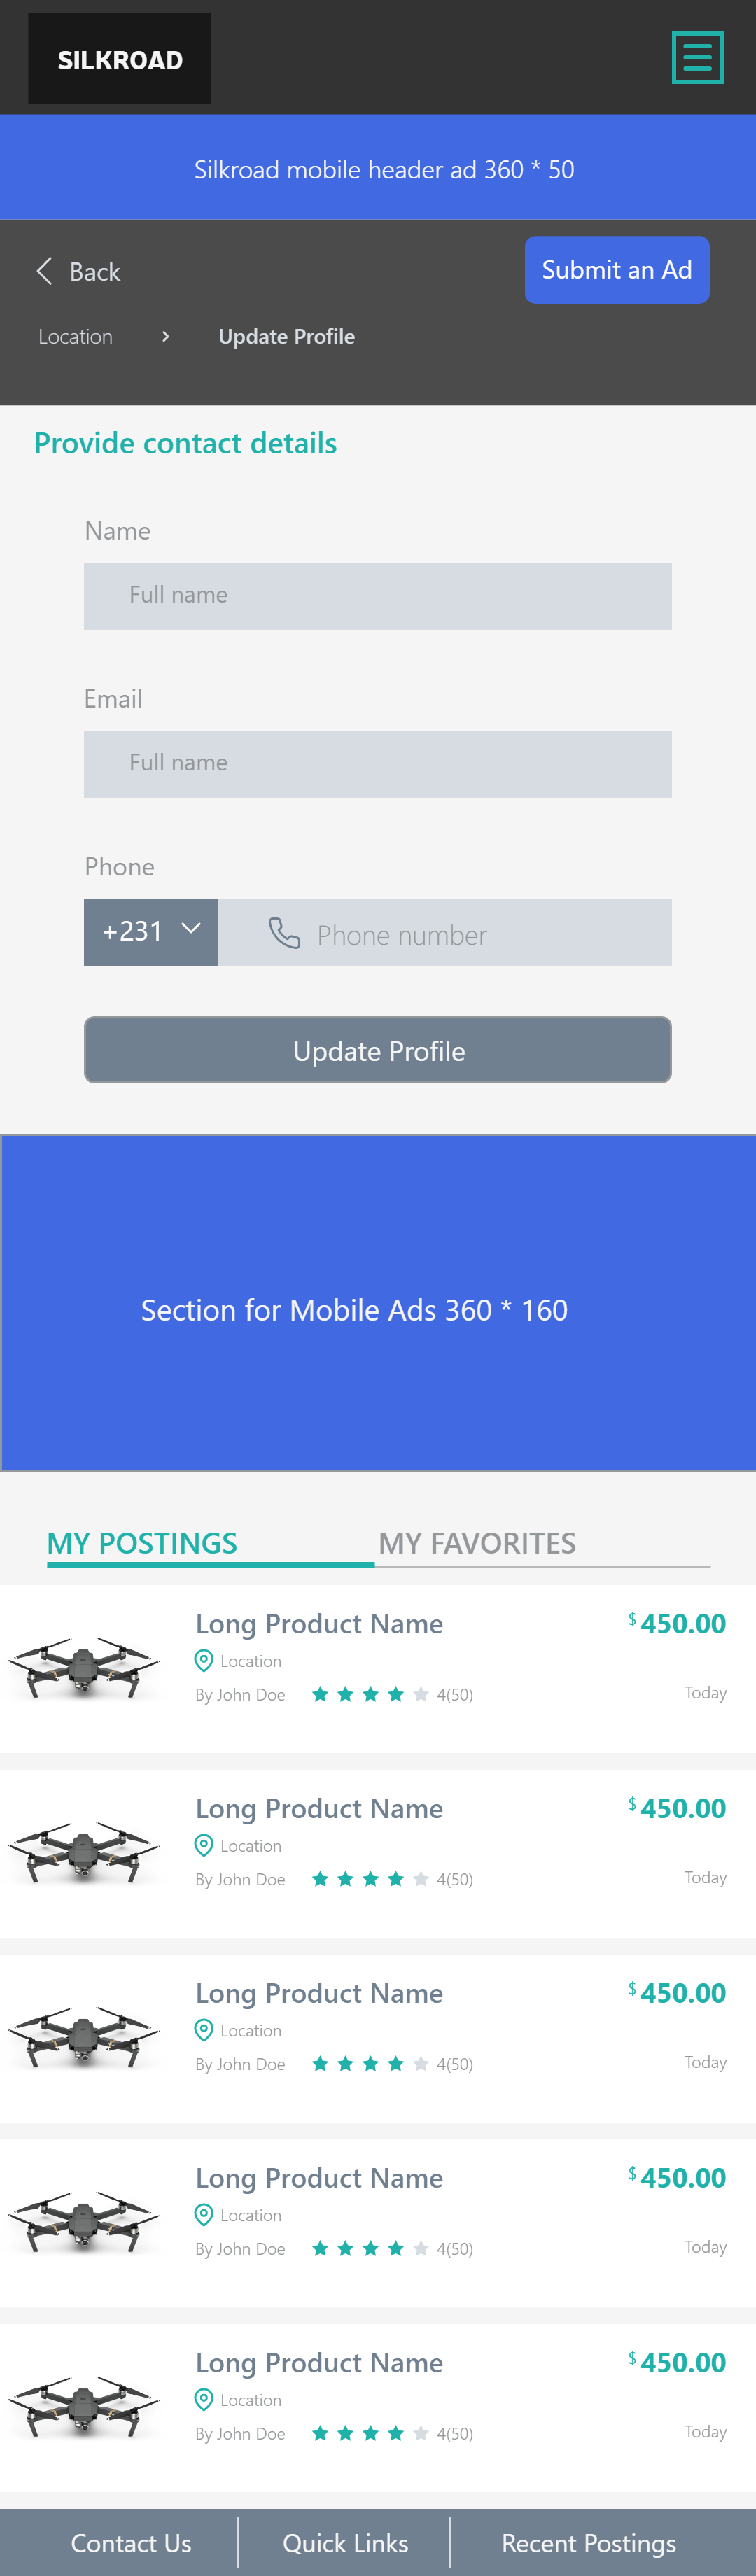 SILKROAD
Silkroad mobile header ad 360 * 50
Back
Submit an Ad
Location > Update Profile
Provide contact details
Name
Full name
Email
Full name
Phone
+231 Phone number
Update Profile
Section for Mobile Ads 360 * 160
MY POSTINGS MY FAVORITES
Long Product Name $ 450.00
Location
By John Doe 4(50) Today
Long Product Name $ 450.00
Location
By John Doe 4(50) Today
Long Product Name $ 450.00
Location
By John Doe 4(50) Today
Long Product Name $ 450.00
Location
By John Doe 4(50) Today
Long Product Name $ 450.00
Location
By John Doe 4(50) Today
Contact Us Quick Links Recent Postings